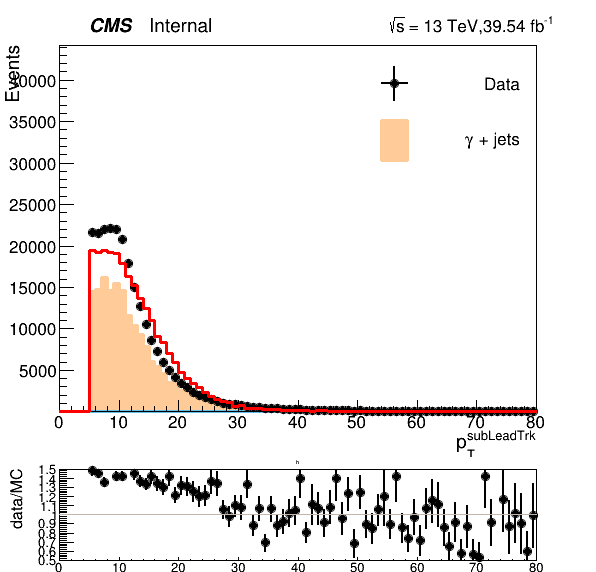 CMS Internal √s = 13 TeV,39.54 fb⁻¹
Events
40000
35000
30000
25000
20000
15000
10000
5000
0 10 20 30 40 50 60 70 80
Data
γ + jets
p_T^subLeadTrk
h
data/MC
1.5
1.4
1.3
1.2
1.1
1
0.9
0.8
0.7
0.6
0.5
0 10 20 30 40 50 60 70 80